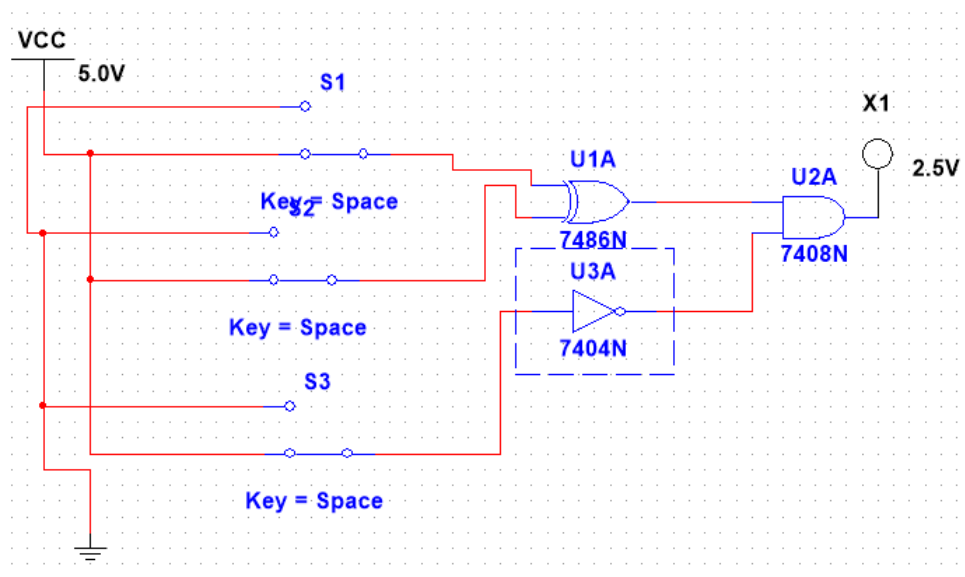 VCC
5.0V
S1
X1
U1A
2.5V
U2A
Key = Space
S2
7486N
7408N
U3A
Key = Space
7404N
S3
Key = Space